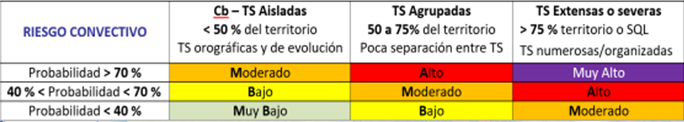 RIESGO CONVECTIVO
Cb – TS Aisladas
< 50 % del territorio
TS orográficas y de evolución
TS Agrupadas
50 a 75% del territorio
Poca separación entre TS
TS Extensas o severas
> 75 % territorio o SQL
TS numerosas/organizadas
Probabilidad > 70 % Moderado Alto Muy Alto
40 % < Probabilidad < 70 % Bajo Moderado Alto
Probabilidad < 40 % Muy Bajo Bajo Moderado